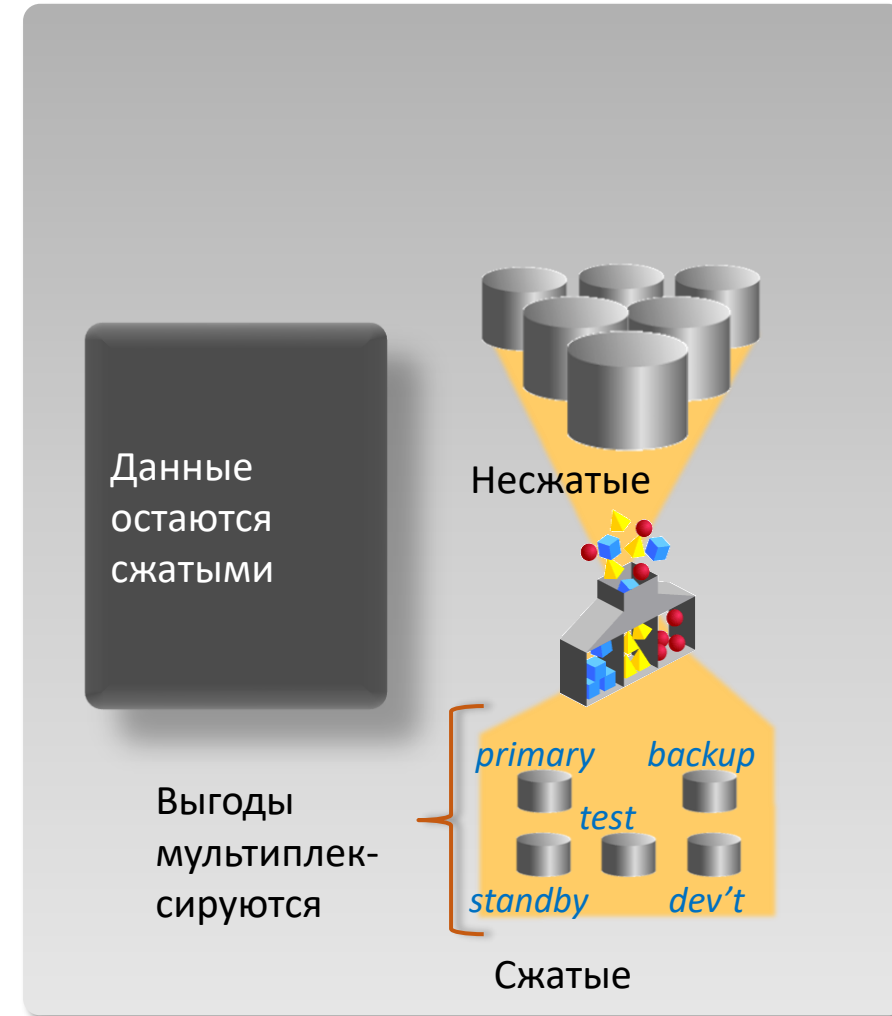 Данные
остаются
сжатыми
Несжатые
primary backup
test
standby dev't
Выгоды
мультиплек-
сируются
Сжатые